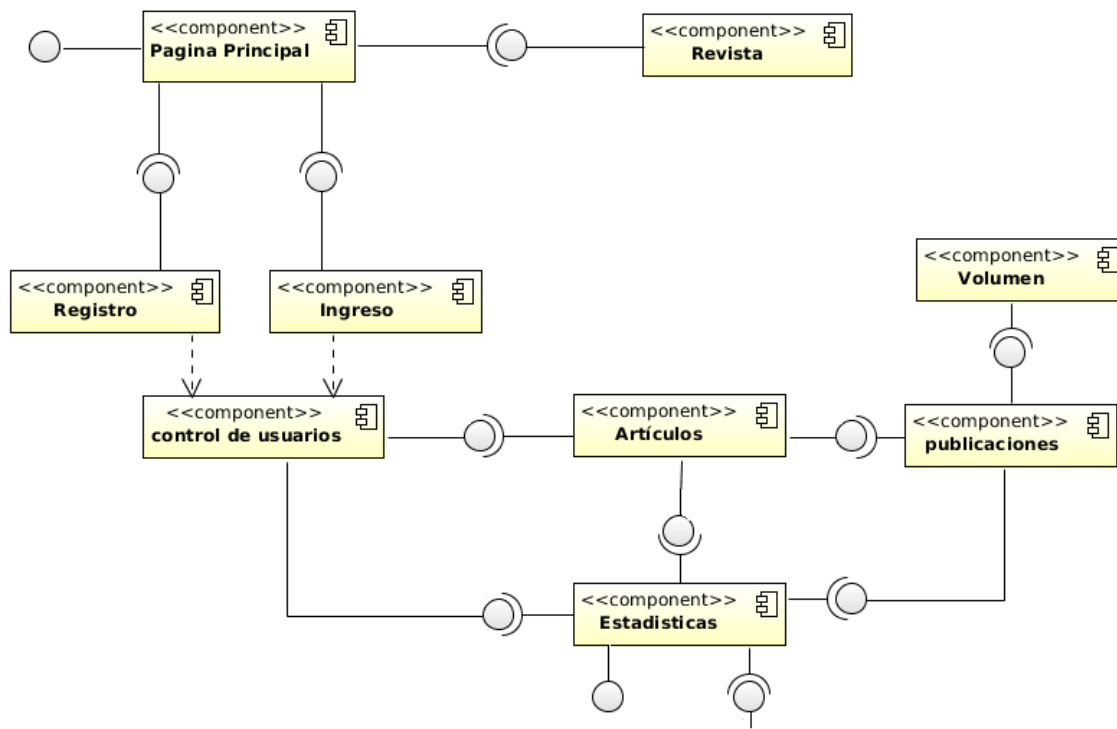 <<component>>
Pagina Principal
<<component>>
Revista
<<component>>
Registro
<<component>>
Ingreso
<<component>>
Volumen
<<component>>
control de usuarios
<<component>>
Artículos
<<component>>
publicaciones
<<component>>
Estadisticas